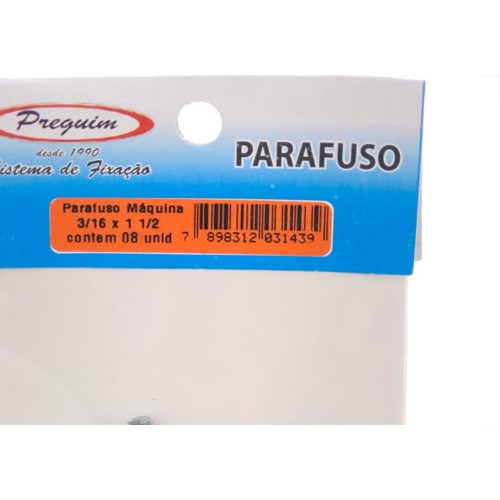 Preguim
desde 1990
Sistema de Fixação
PARAFUSO
Parafuso Máquina
3/16 x 1 1/2
contem 08 unid
7 898312 031439